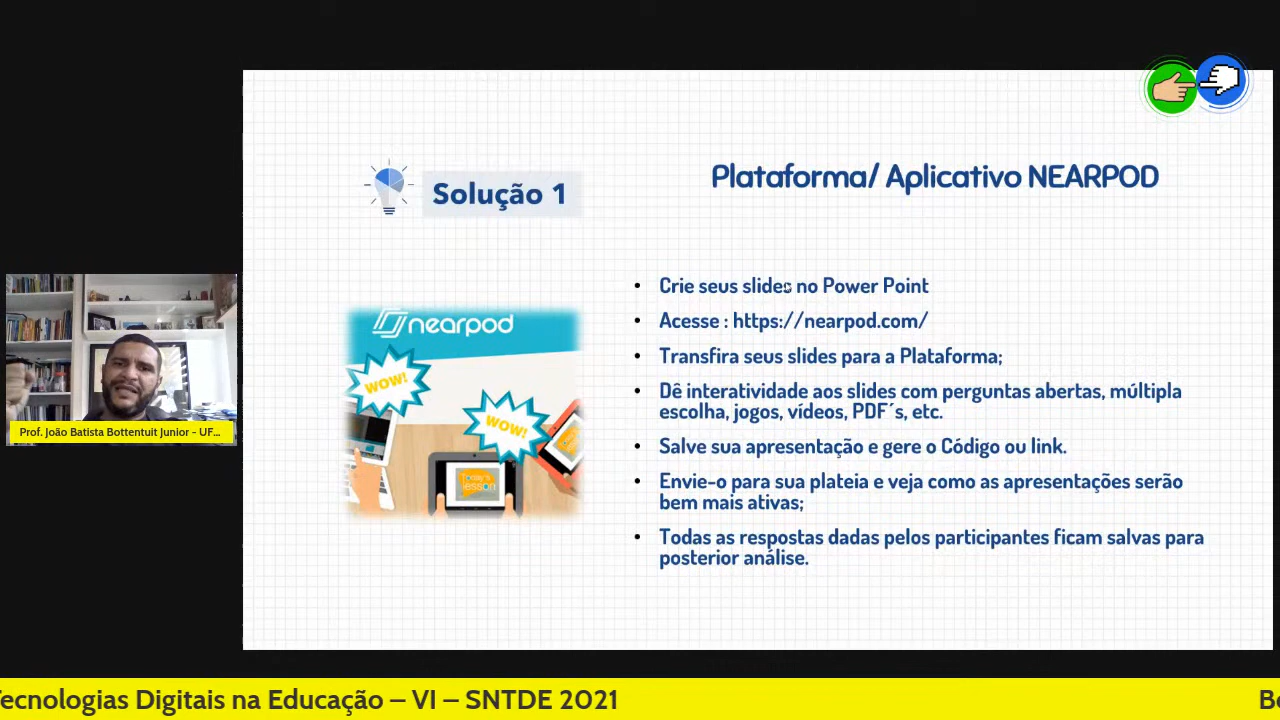 Plataforma/ Aplicativo NEARPOD
Solução 1
• Crie seus slides no Power Point
• Acesse : https://nearpod.com/
• Transfira seus slides para a Plataforma;
• Dê interatividade aos slides com perguntas abertas, múltipla
escolha, jogos, vídeos, PDF´s, etc.
• Salve sua apresentação e gere o Código ou link.
• Envie-o para sua plateia e veja como as apresentações serão
bem mais ativas;
• Todas as respostas dadas pelos participantes ficam salvas para
posterior análise.
nearpod
WOW!
WOW!
Today's
lesson
Prof. João Batista Bottentuit Junior - UF...
Tecnologias Digitais na Educação – VI – SNTDE 2021